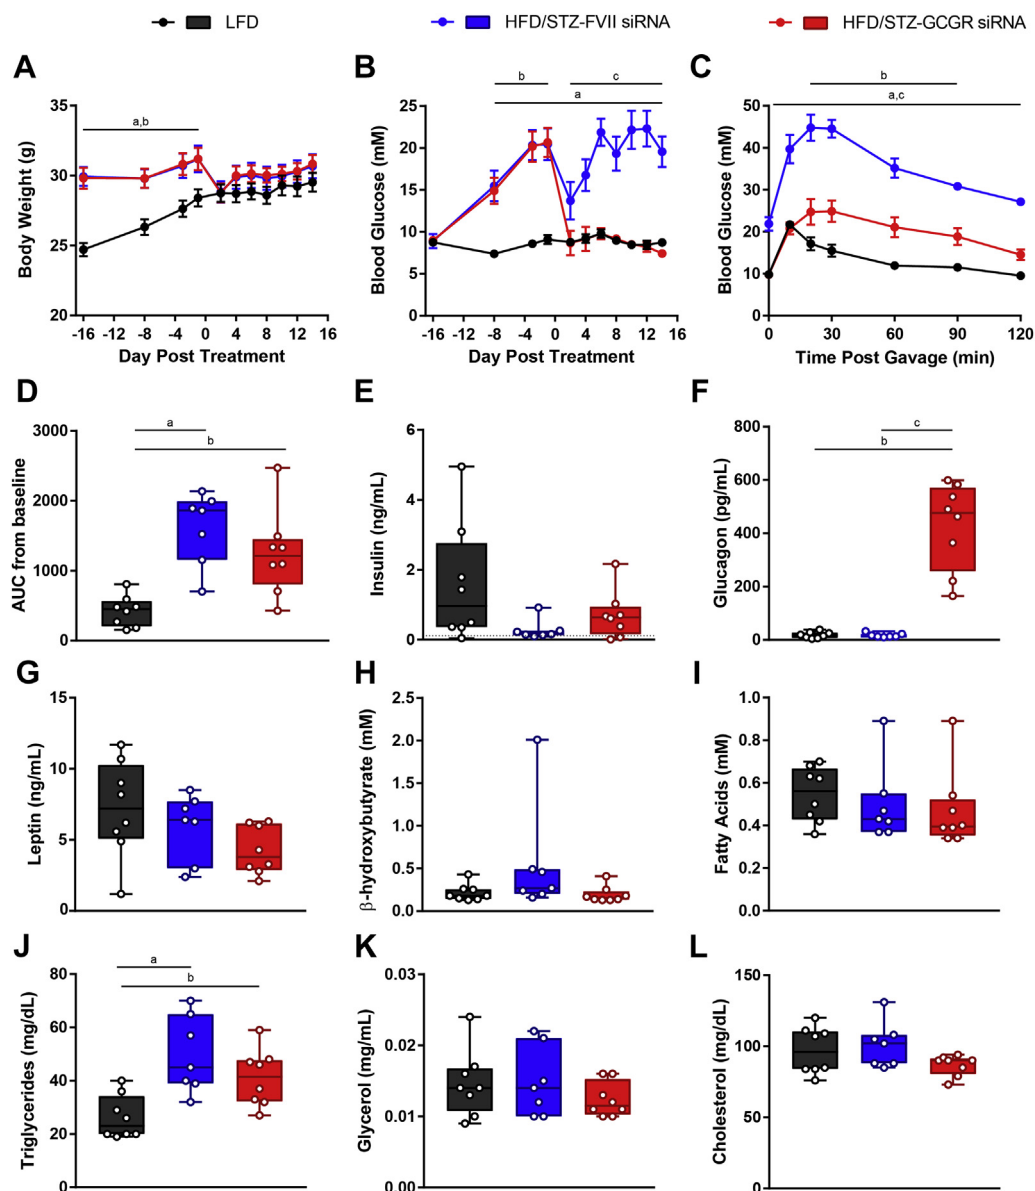 LFD HFD/STZ-FVII siRNA HFD/STZ-GCGR siRNA
A
a,b
Body Weight (g)
35
30
25
20
-16 -12 -8 -4 0 4 8 12 16
Day Post Treatment
B
b c
a
Blood Glucose (mM)
25
20
15
10
5
0
-16 -12 -8 -4 0 4 8 12 16
Day Post Treatment
C
b
a,c
Blood Glucose (mM)
50
40
30
20
10
0
0 30 60 90 120
Time Post Gavage (min)
D
a
b
AUC from baseline
3000
2000
1000
0
E
Insulin (ng/mL)
6
4
2
0
F
c
b
Glucagon (pg/mL)
800
600
400
200
0
G
Leptin (ng/mL)
15
10
5
0
H
β-hydroxybutyrate (mM)
2.5
2.0
1.5
1.0
0.5
0.0
I
Fatty Acids (mM)
1.0
0.8
0.6
0.4
0.2
0.0
J
a
b
Triglycerides (mg/dL)
80
60
40
20
0
K
Glycerol (mg/mL)
0.03
0.02
0.01
0.00
L
Cholesterol (mg/dL)
150
100
50
0